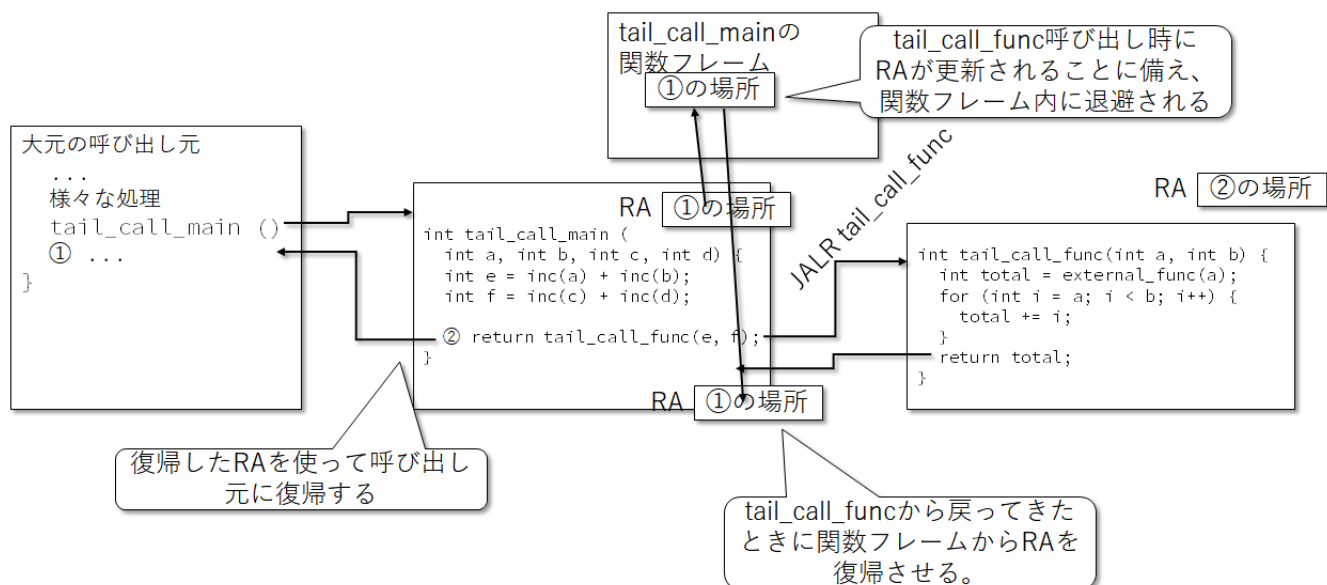 tail_call_mainの
関数フレーム
①の場所
tail_call_func呼び出し時に
RAが更新されることに備え、
関数フレーム内に退避される
大元の呼び出し元
...
様々な処理
tail_call_main ()
① ...
}
RA ①の場所
int tail_call_main (
int a, int b, int c, int d) {
int e = inc(a) + inc(b);
int f = inc(c) + inc(d);
② return tail_call_func(e, f);
}
RA ①の場所
JALR tail_call_func
RA ②の場所
int tail_call_func(int a, int b) {
int total = external_func(a);
for (int i = a; i < b; i++) {
total += i;
}
return total;
}
復帰したRAを使って呼び出し
元に復帰する
tail_call_funcから戻ってきた
ときに関数フレームからRAを
復帰させる。